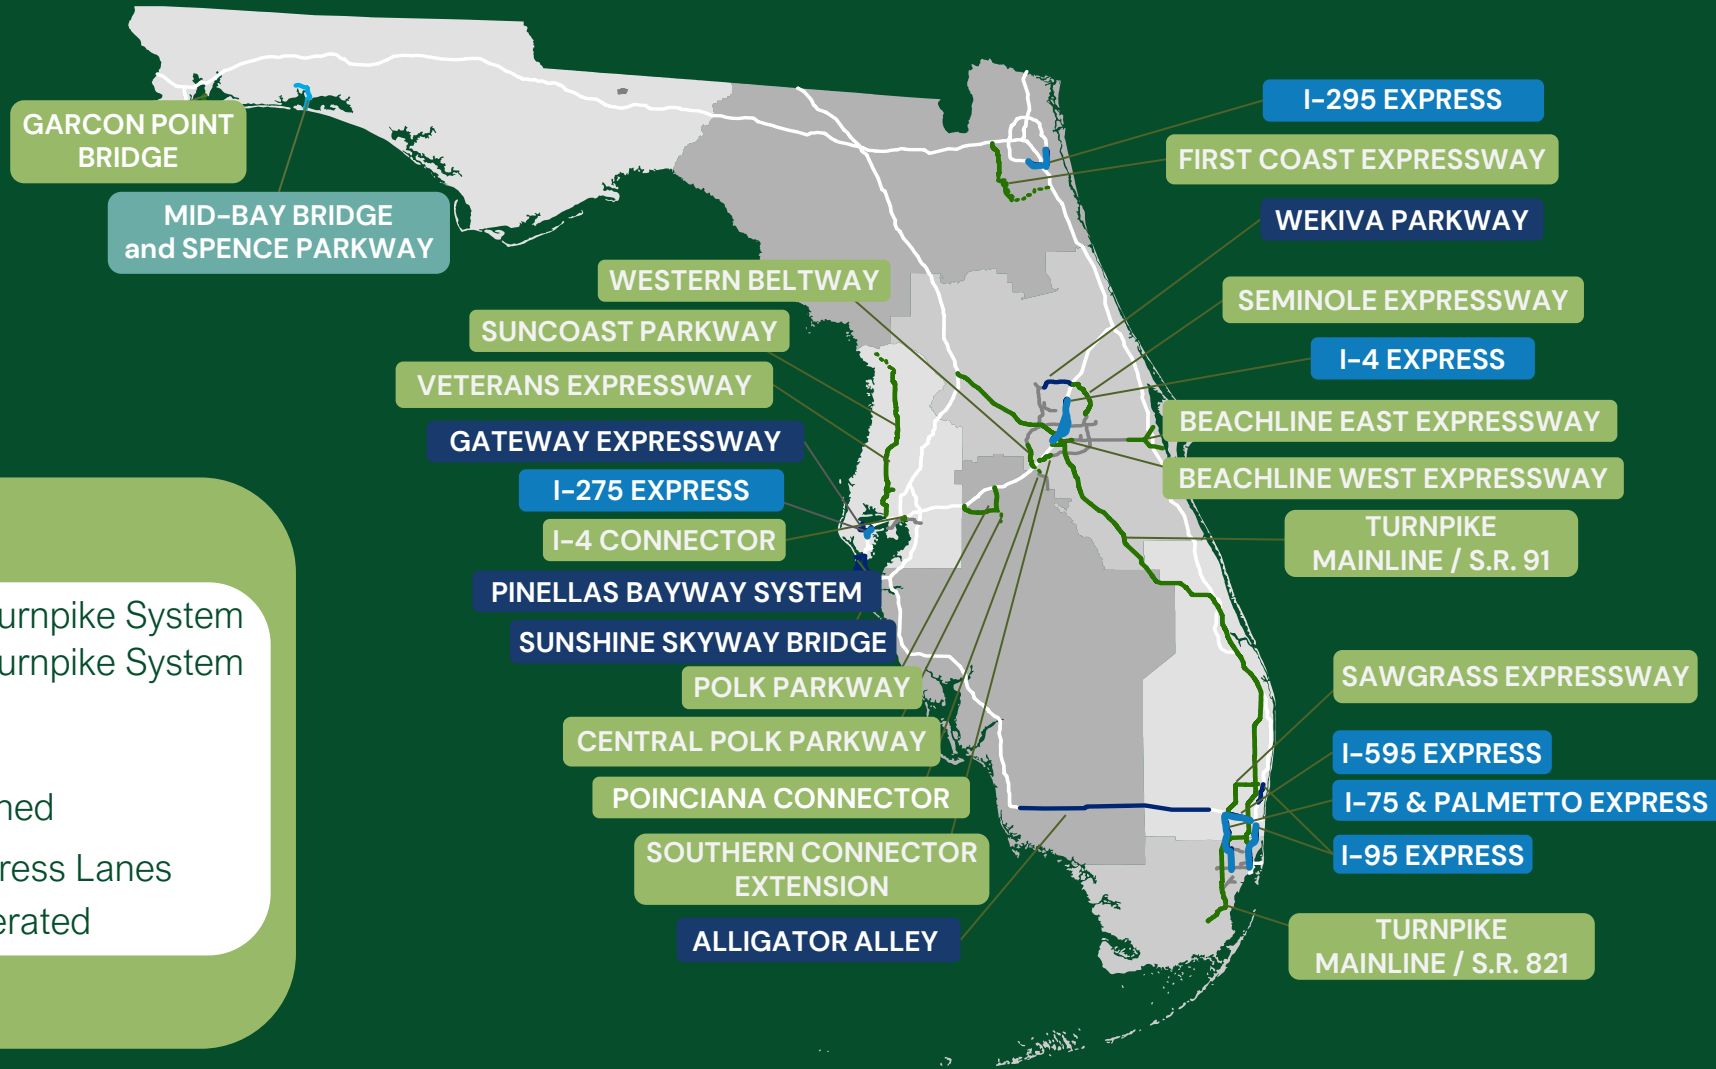 GARCON POINT
BRIDGE
MID-BAY BRIDGE
and SPENCE PARKWAY
WESTERN BELTWAY
SUNCOAST PARKWAY
VETERANS EXPRESSWAY
GATEWAY EXPRESSWAY
I-275 EXPRESS
I-4 CONNECTOR
PINELLAS BAYWAY SYSTEM
SUNSHINE SKYWAY BRIDGE
POLK PARKWAY
CENTRAL POLK PARKWAY
POINCIANA CONNECTOR
SOUTHERN CONNECTOR
EXTENSION
ALLIGATOR ALLEY
I-295 EXPRESS
FIRST COAST EXPRESSWAY
WEKIVA PARKWAY
SEMINOLE EXPRESSWAY
I-4 EXPRESS
BEACHLINE EAST EXPRESSWAY
BEACHLINE WEST EXPRESSWAY
TURNPIKE
MAINLINE / S.R. 91
SAWGRASS EXPRESSWAY
I-595 EXPRESS
I-75 & PALMETTO EXPRESS
I-95 EXPRESS
TURNPIKE
MAINLINE / S.R. 821
urnpike System
urnpike System
ned
ress Lanes
erated